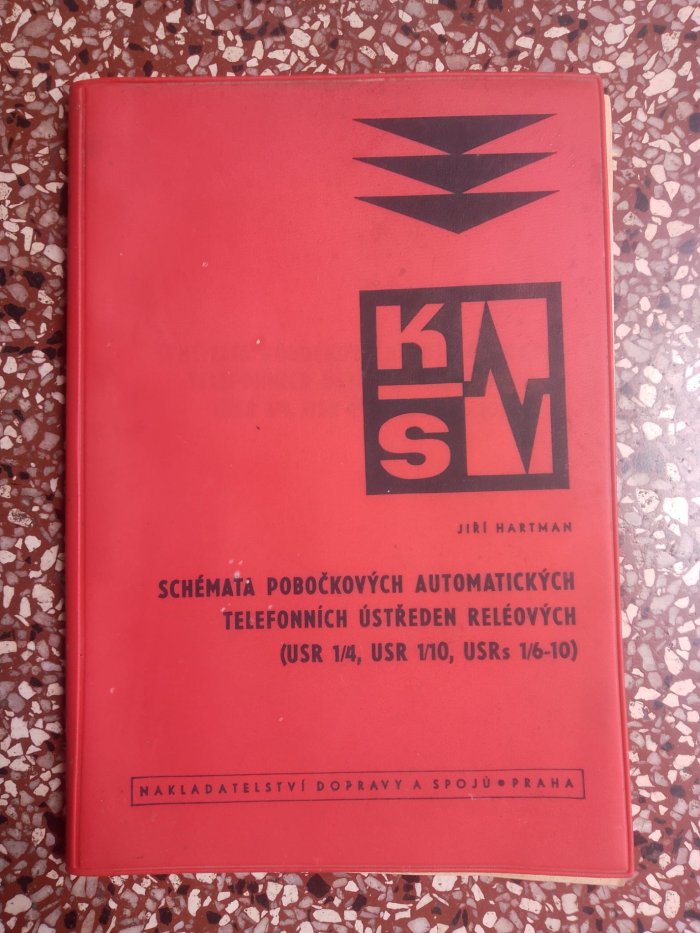 K
S
JIŘÍ HARTMAN
SCHÉMATA POBOČKOVÝCH AUTOMATICKÝCH
TELEFONNÍCH ÚSTŘEDEN RELÉOVÝCH
(USR 1/4, USR 1/10, USRs 1/6-10)
NAKLADATELSTVÍ DOPRAVY A SPOJŮ • PRAHA